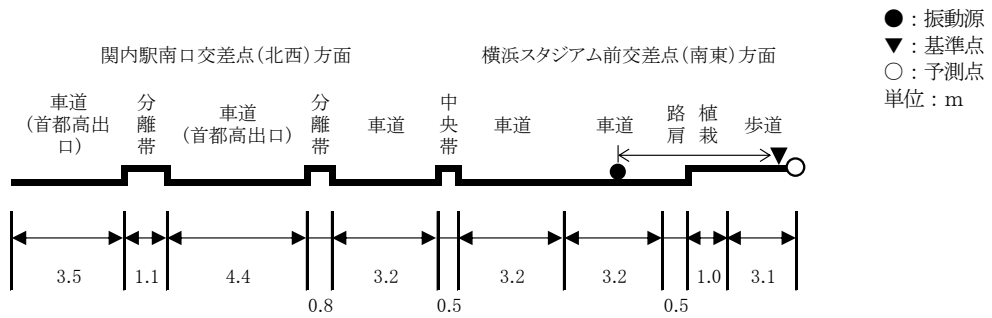 ●：振動源
▼：基準点
○：予測点
単位：m
関内駅南口交差点(北西)方面
横浜スタジアム前交差点(南東)方面
車道
(首都高出
口)
分離帯
車道
(首都高出口)
分離帯
車道
中央帯
車道
車道
路肩
植栽
歩道
3.5
1.1
4.4
0.8
3.2
0.5
3.2
3.2
0.5
1.0
3.1